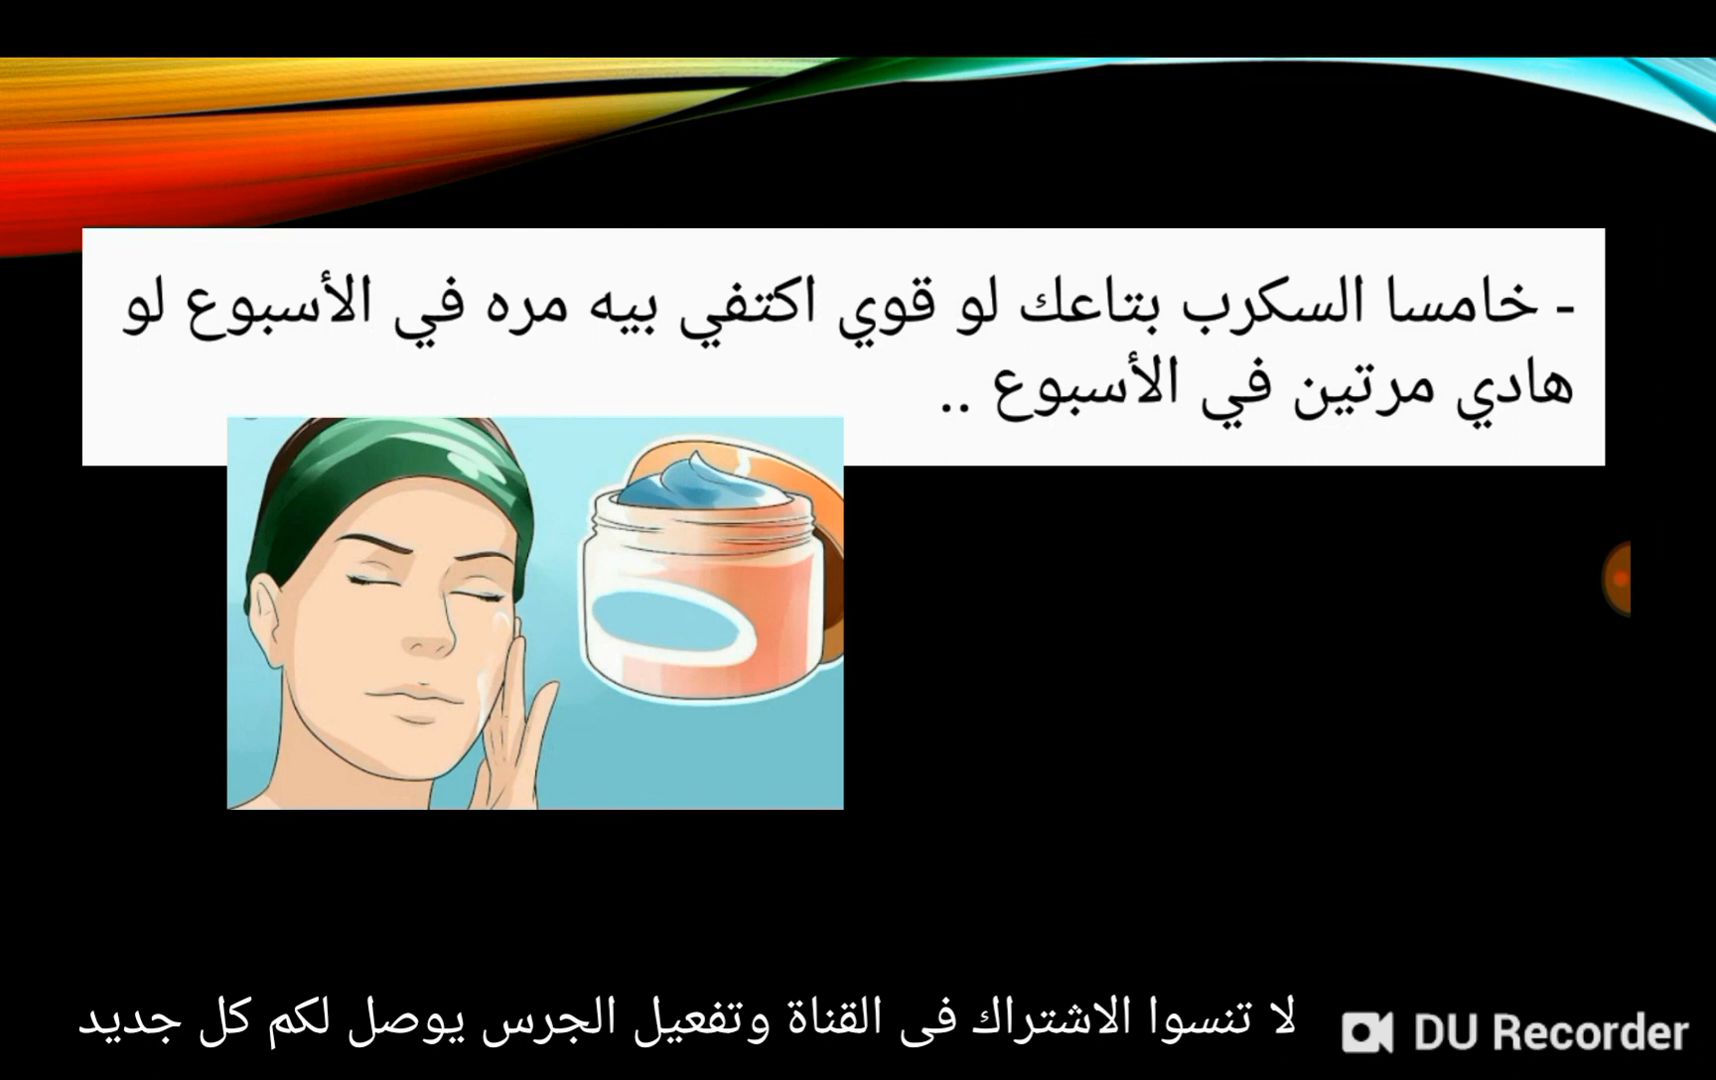 - خامسا السكرب بتاعك لو قوي اكتفي بيه مره في الأسبوع لو
هادي مرتين في الأسبوع ..
لا تنسوا الاشتراك فى القناة وتفعيل الجرس يوصل لكم كل جديد
DU Recorder